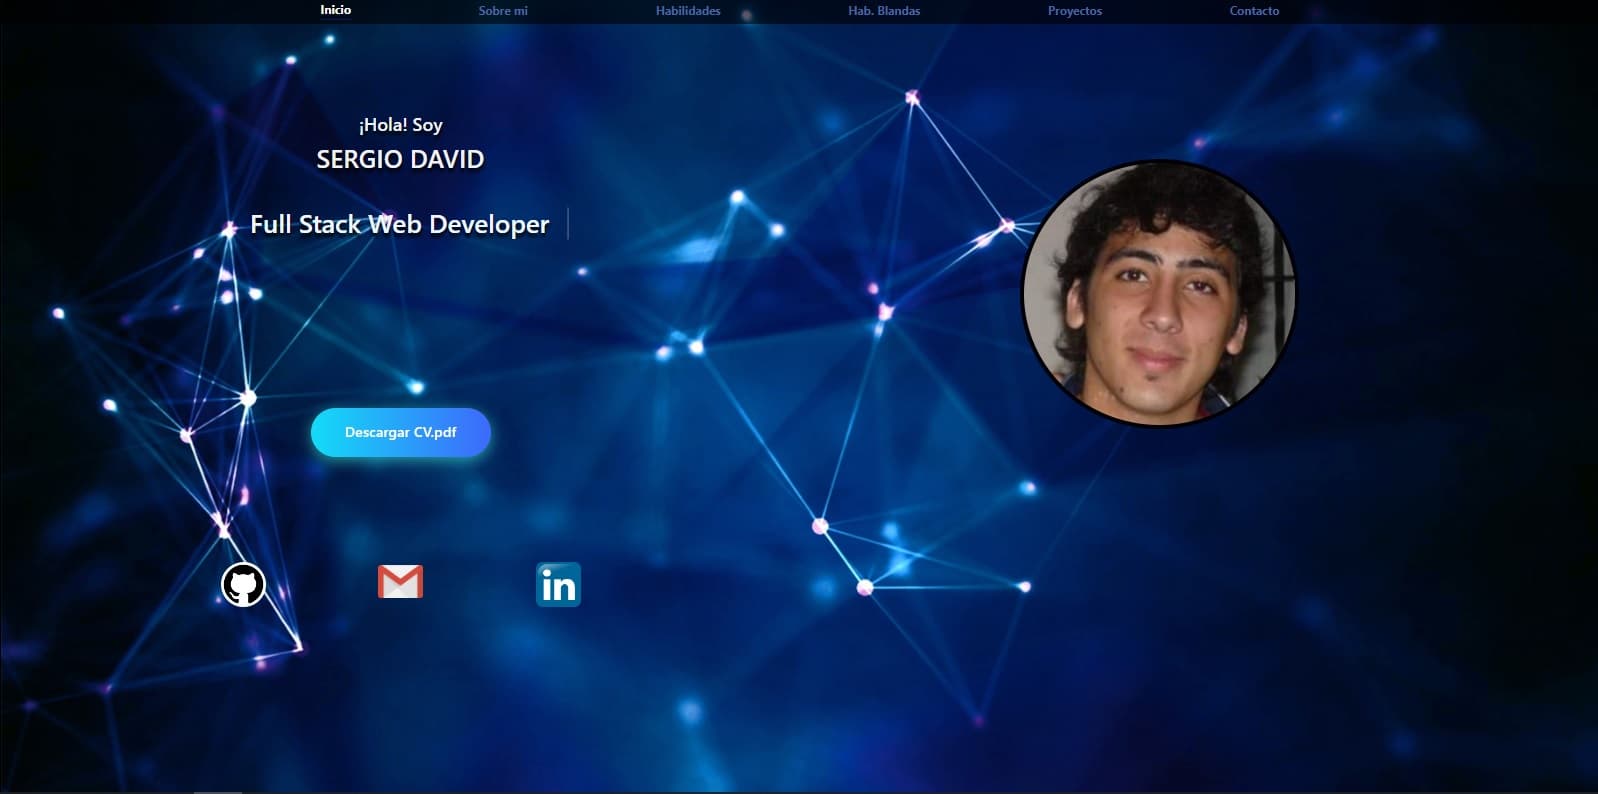 Inicio
Sobre mi
Habilidades
Hab. Blandas
Proyectos
Contacto
¡Hola! Soy
SERGIO DAVID
Full Stack Web Developer
Descargar CV.pdf
in